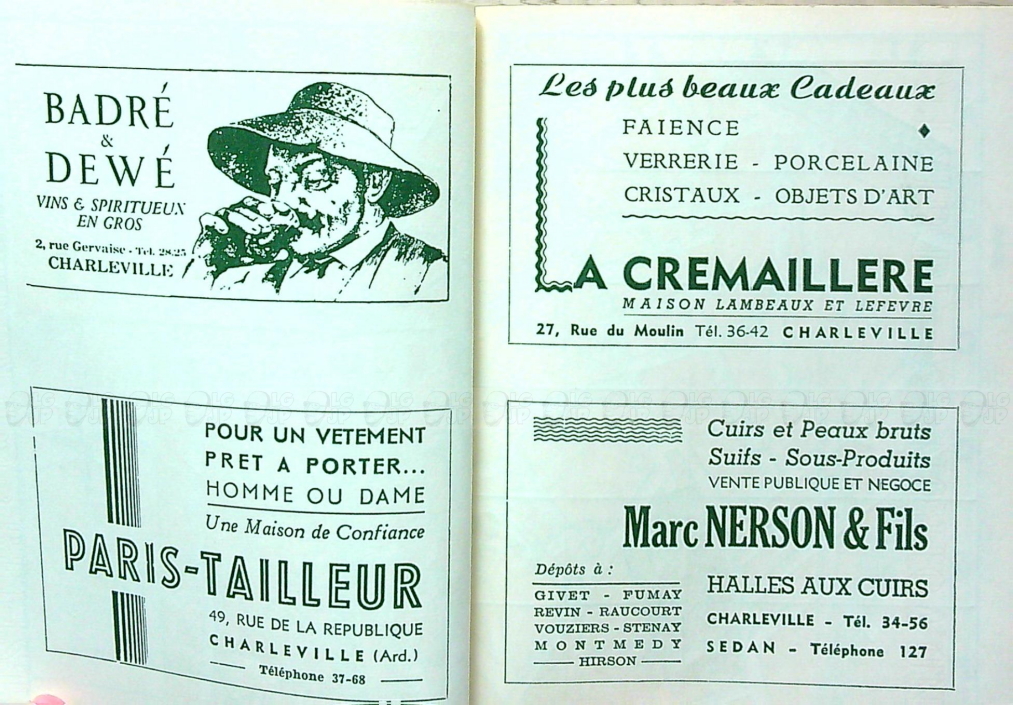 BADRÉ
&
DEWÉ
VINS & SPIRITUEUX
EN GROS
2, rue Gervaise - Tél. 28-25
CHARLEVILLE
POUR UN VETEMENT
PRET A PORTER...
HOMME OU DAME
Une Maison de Confiance
PARIS-TAILLEUR
49, RUE DE LA REPUBLIQUE
CHARLEVILLE (Ard.)
Téléphone 37-68
Les plus beaux Cadeaux
FAIENCE
VERRERIE - PORCELAINE
CRISTAUX - OBJETS D'ART
LA CREMAILLERE
MAISON LAMBEAUX ET LEFEVRE
27, Rue du Moulin Tél. 36-42 CHARLEVILLE
Cuirs et Peaux bruts
Suifs - Sous-Produits
VENTE PUBLIQUE ET NEGOCE
Marc NERSON & Fils
Dépôts à :
GIVET - FUMAY
REVIN - RAUCOURT
VOUZIERS - STENAY
MONTMEDY
HIRSON
HALLES AUX CUIRS
CHARLEVILLE - Tél. 34-56
SEDAN - Téléphone 127